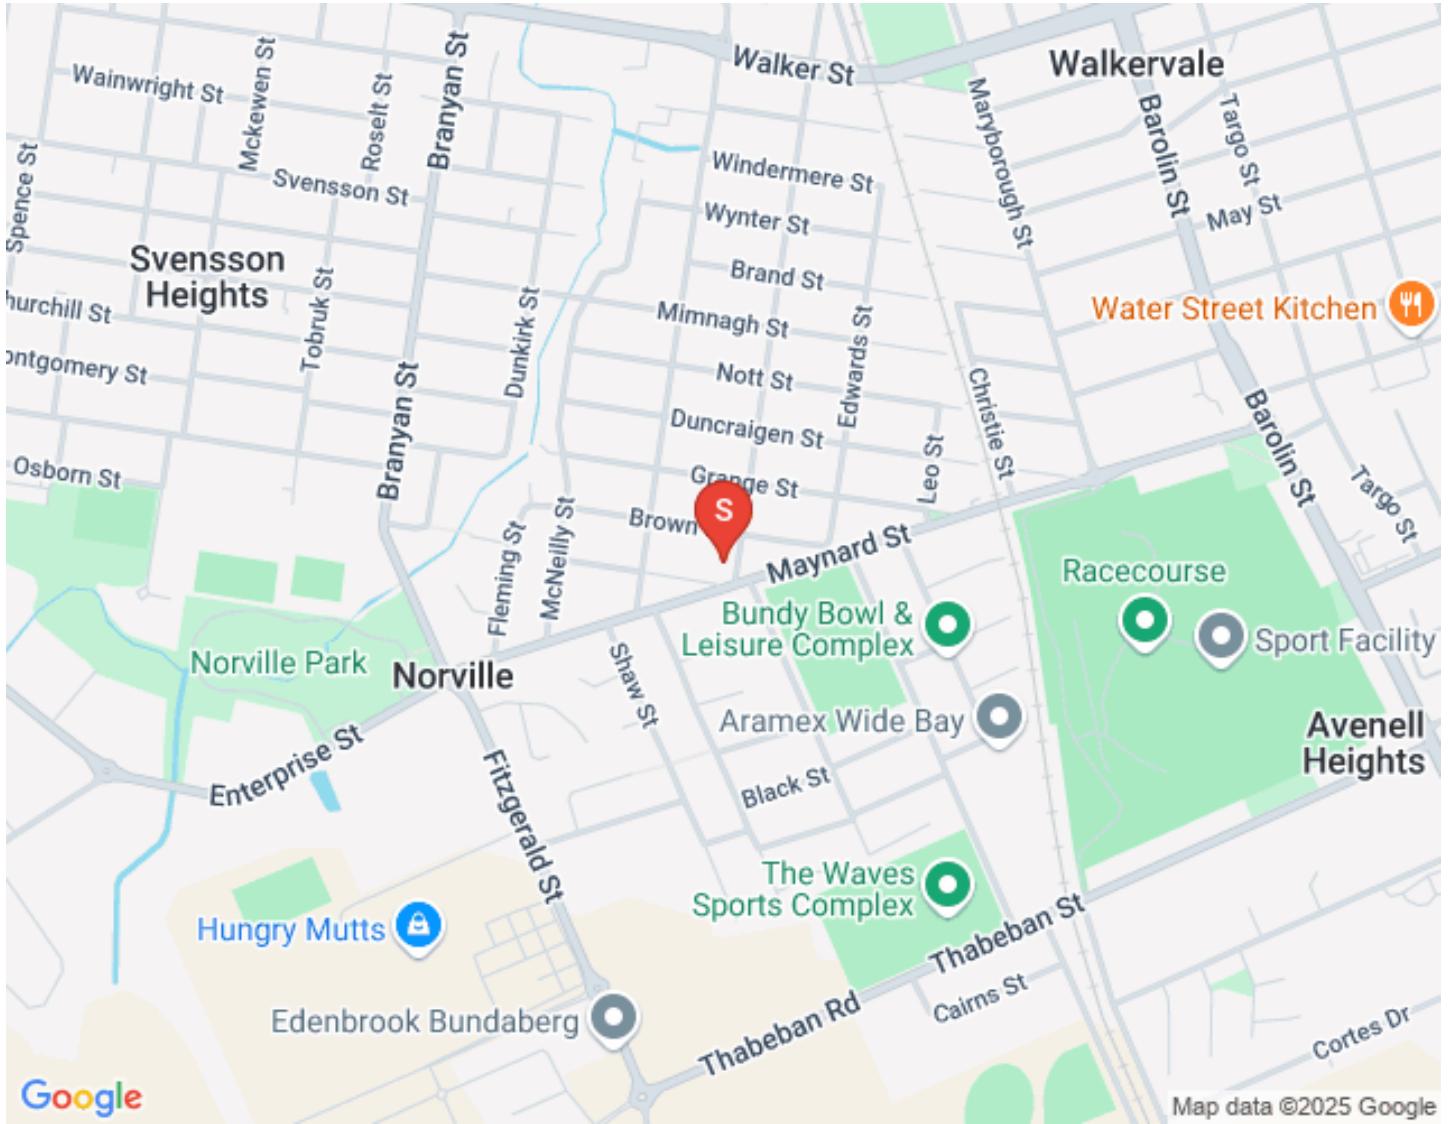 Walker St
Walkervale
Wainwright St
Mckewen St
Roselt St
Branyan St
Maryborough St
Barolin St
Targo St
Spence St
Svensson St
Windermere St
Wynter St
May St
Svensson
Heights
Brand St
Tobruk St
Dunkirk St
Mimnagh St
Edwards St
Water Street Kitchen
hurchill St
ontgomery St
Nott St
Christie St
Branyan St
Duncraigen St
Leo St
Barolin St
Targo St
Osborn St
Grange St
S
Brown
Fleming St
McNeilly St
Maynard St
Racecourse
Bundy Bowl &
Leisure Complex
Sport Facility
Norville Park
Norville
Shaw St
Aramex Wide Bay
Avenell
Heights
Enterprise St
Fitzgerald St
Black St
The Waves
Sports Complex
Hungry Mutts
Thabeban St
Edenbrook Bundaberg
Cairns St
Thabeban Rd
Cortes Dr
Google
Map data ©2025 Google